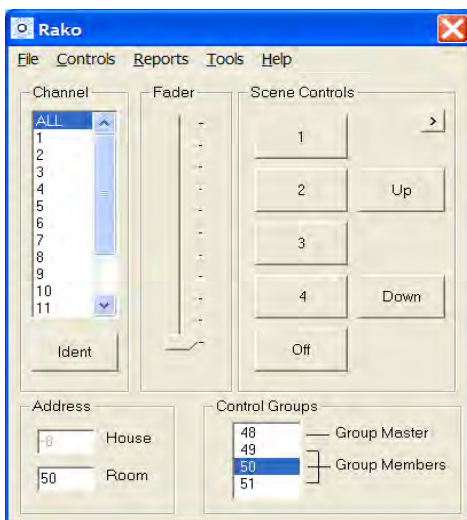 Rako
File Controls Reports Tools Help
Channel
Fader
Scene Controls
ALL
1
2
3
4
5
6
7
8
9
10
11
Ident
>
1
2
Up
3
4
Down
Off
Address
-8 House
50 Room
Control Groups
48 Group Master
49
50 Group Members
51